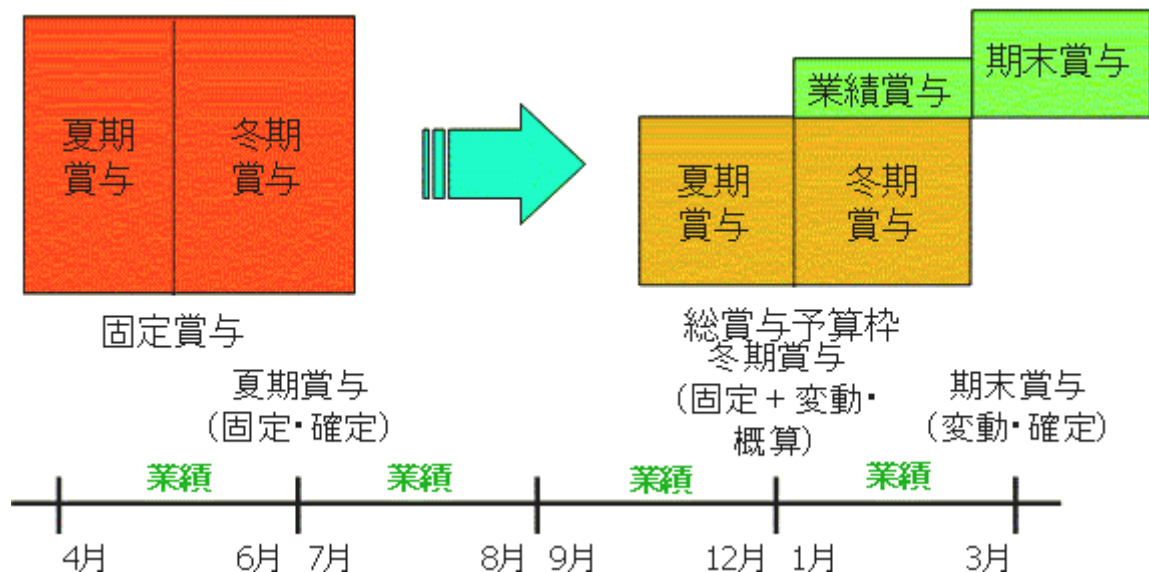 夏期
賞与
冬期
賞与
固定賞与
期末賞与
業績賞与
夏期
賞与
冬期
賞与
総賞与予算枠
夏期賞与
(固定・確定)
冬期賞与
(固定+変動・
概算)
期末賞与
(変動・確定)
業績
業績
業績
業績
4月
6月
7月
8月
9月
12月
1月
3月